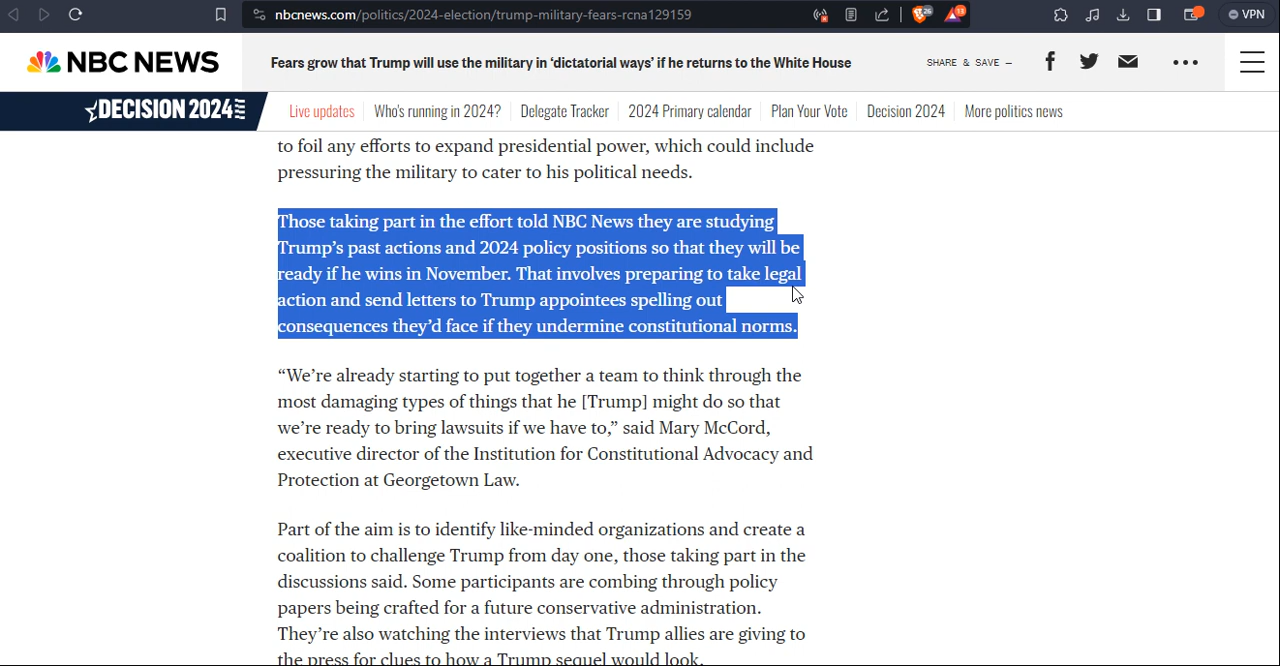 nbcnews.com/politics/2024-election/trump-military-fears-rcna129159
26
13
VPN
NBC NEWS
Fears grow that Trump will use the military in ‘dictatorial ways’ if he returns to the White House
SHARE & SAVE —
DECISION 2024
Live updates
Who's running in 2024?
Delegate Tracker
2024 Primary calendar
Plan Your Vote
Decision 2024
More politics news
to foil any efforts to expand presidential power, which could include
pressuring the military to cater to his political needs.
Those taking part in the effort told NBC News they are studying
Trump’s past actions and 2024 policy positions so that they will be
ready if he wins in November. That involves preparing to take legal
action and send letters to Trump appointees spelling out
consequences they’d face if they undermine constitutional norms.
“We’re already starting to put together a team to think through the
most damaging types of things that he [Trump] might do so that
we’re ready to bring lawsuits if we have to,” said Mary McCord,
executive director of the Institution for Constitutional Advocacy and
Protection at Georgetown Law.
Part of the aim is to identify like-minded organizations and create a
coalition to challenge Trump from day one, those taking part in the
discussions said. Some participants are combing through policy
papers being crafted for a future conservative administration.
They’re also watching the interviews that Trump allies are giving to
the press for clues to how a Trump sequel would look.